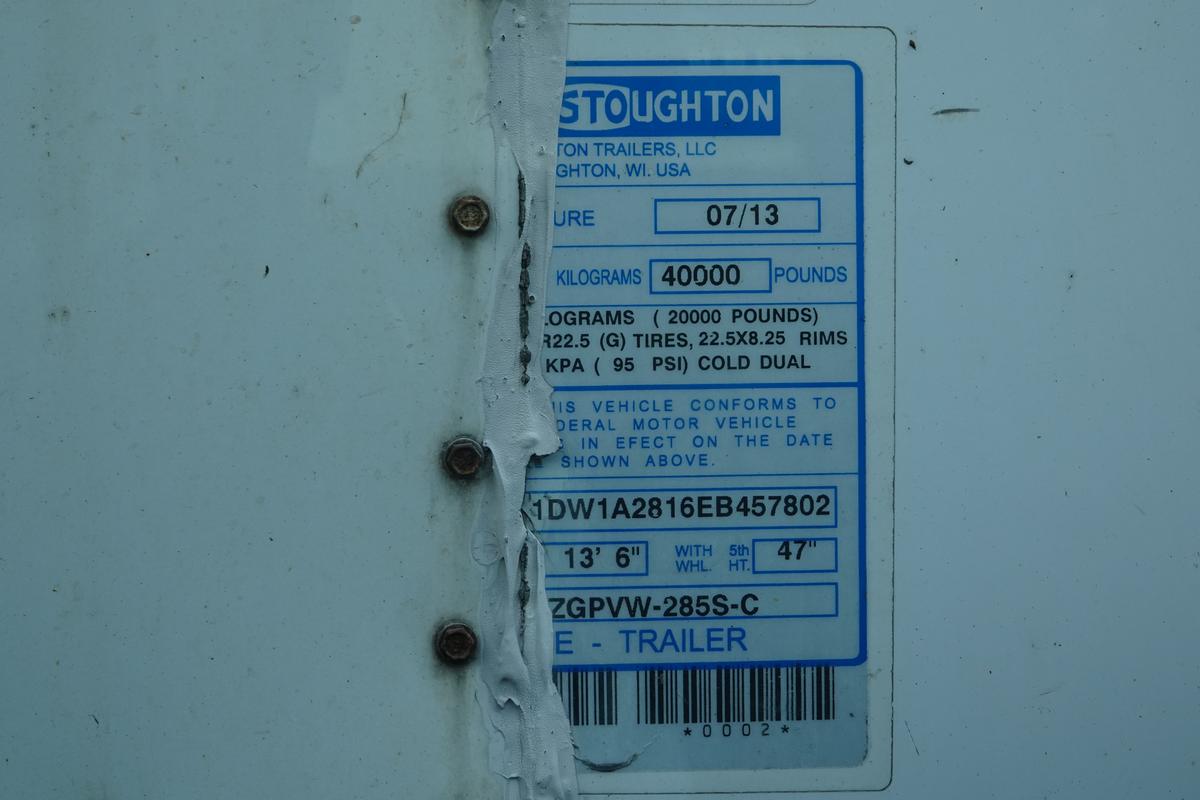 STOUGHTON
TON TRAILERS, LLC
GHTON, WI. USA
URE 07/13
KILOGRAMS 40000 POUNDS
LOGRAMS ( 20000 POUNDS)
R22.5 (G) TIRES, 22.5X8.25 RIMS
KPA ( 95 PSI) COLD DUAL
IS VEHICLE CONFORMS TO
DERAL MOTOR VEHICLE
IN EFECT ON THE DATE
SHOWN ABOVE.
1DW1A2816EB457802
13' 6" WITH 5th WHL. HT. 47"
ZGPVW-285S-C
E - TRAILER
*0002*